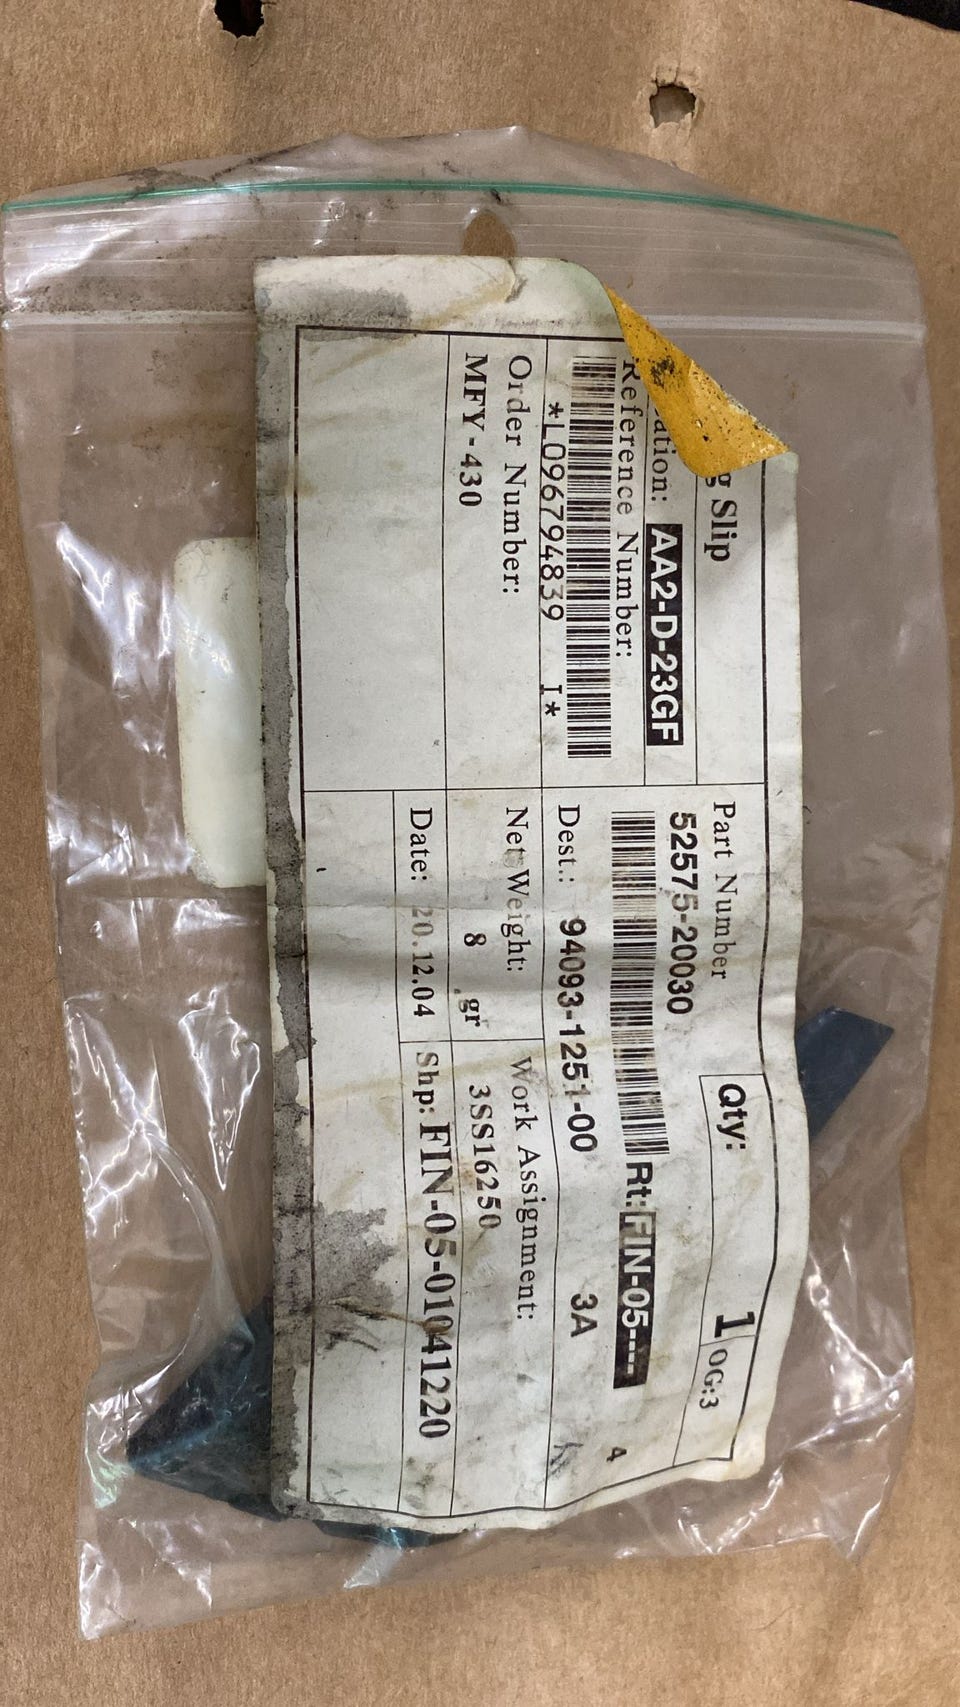 g Slip
ation: AA2-D-23GF
Reference Number:
*L096794839 I*
Order Number:
MFY-430
Part Number
52575-20030
Qty: 1
OG:3
Rt: FIN-05----
4
Dest.: 94093-1251-00 3A
Net Weight:
8 gr
Work Assignment:
3SS16250
Date: 20.12.04
Shp: FIN-05-01041220